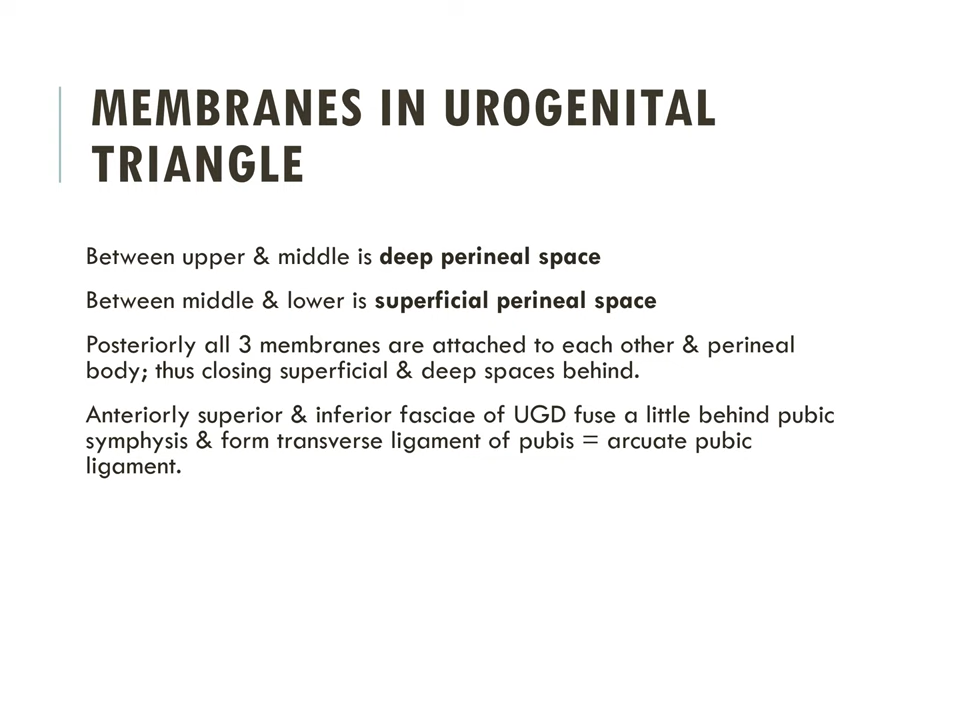 MEMBRANES IN UROGENITAL
TRIANGLE
Between upper & middle is deep perineal space
Between middle & lower is superficial perineal space
Posteriorly all 3 membranes are attached to each other & perineal
body; thus closing superficial & deep spaces behind.
Anteriorly superior & inferior fasciae of UGD fuse a little behind pubic
symphysis & form transverse ligament of pubis = arcuate pubic
ligament.